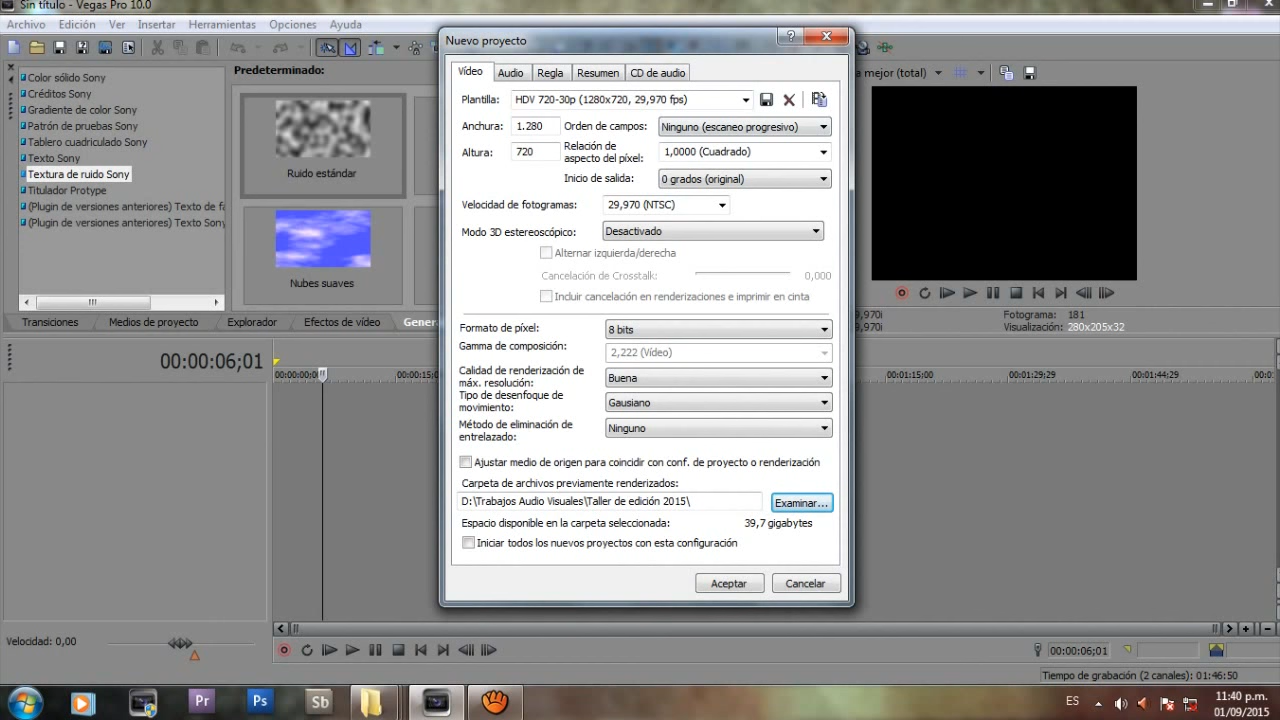 Sin título - Vegas Pro 10.0
Archivo Edición Ver Insertar Herramientas Opciones Ayuda
Color sólido Sony
Créditos Sony
Gradiente de color Sony
Patrón de pruebas Sony
Tablero cuadriculado Sony
Texto Sony
Textura de ruido Sony
Titulador Protype
(Plugin de versiones anteriores) Texto de fa
(Plugin de versiones anteriores) Texto Sony
Predeterminado:
Ruido estándar
Nubes suaves
Transiciones Medios de proyecto Explorador Efectos de vídeo Gener
Nuevo proyecto
Vídeo Audio Regla Resumen CD de audio
Plantilla: HDV 720-30p (1280x720, 29,970 fps)
Anchura: 1.280 Orden de campos: Ninguno (escaneo progresivo)
Altura: 720 Relación de aspecto del píxel: 1,0000 (Cuadrado)
Inicio de salida: 0 grados (original)
Velocidad de fotogramas: 29,970 (NTSC)
Modo 3D estereoscópico: Desactivado
Alternar izquierda/derecha
Cancelación de Crosstalk: 0,000
Incluir cancelación en renderizaciones e imprimir en cinta
Formato de píxel: 8 bits
Gamma de composición: 2,222 (Vídeo)
Calidad de renderización de máx. resolución: Buena
Tipo de desenfoque de movimiento: Gausiano
Método de eliminación de entrelazado: Ninguno
Ajustar medio de origen para coincidir con conf. de proyecto o renderización
Carpeta de archivos previamente renderizados:
D:\Trabajos Audio Visuales\Taller de edición 2015\ Examinar...
Espacio disponible en la carpeta seleccionada: 39,7 gigabytes
Iniciar todos los nuevos proyectos con esta configuración
Aceptar Cancelar
a mejor (total)
,970i Fotograma: 181
,970i Visualización: 280x205x32
00:00:06;01
00:00:00;00 00:00:15;0 00:01:15;00 00:01:29;29 00:01:44;29 00:0
Velocidad: 0,00
00:00:06;01
Tiempo de grabación (2 canales): 01:46:50
Pr Ps Sb
ES
11:40 p.m.
01/09/2015